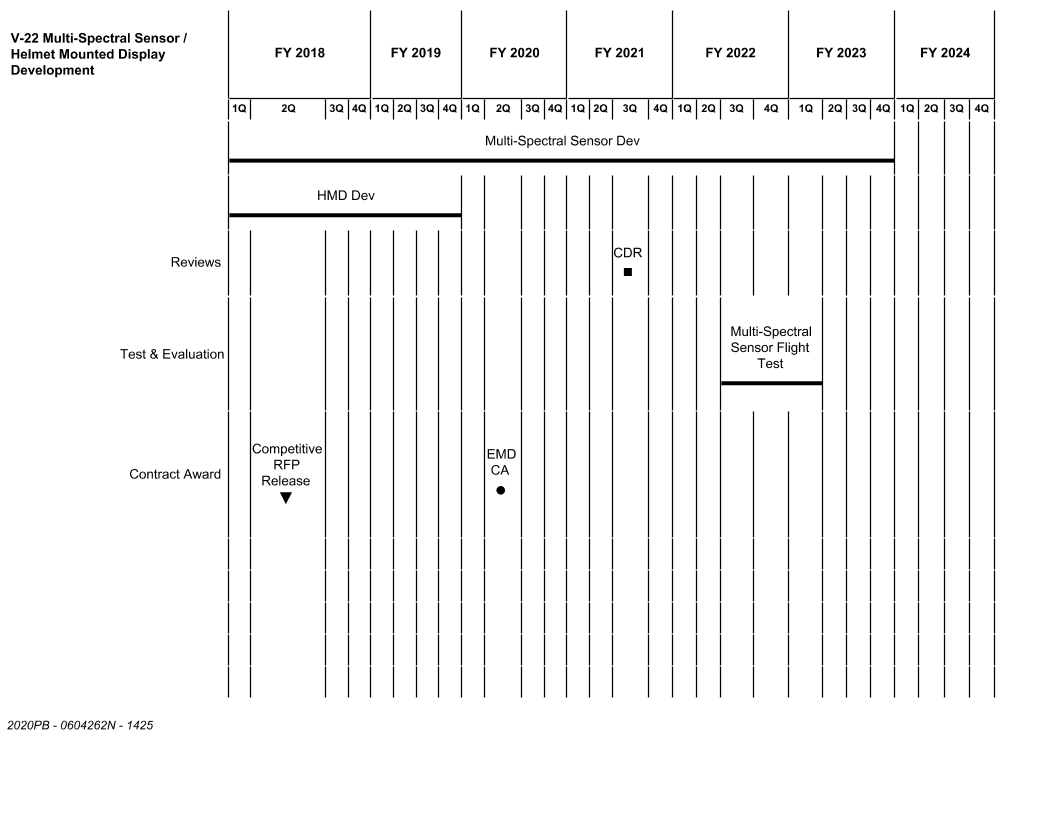 V-22 Multi-Spectral Sensor /
Helmet Mounted Display
Development
FY 2018 FY 2019 FY 2020 FY 2021 FY 2022 FY 2023 FY 2024
1Q 2Q 3Q 4Q 1Q 2Q 3Q 4Q 1Q 2Q 3Q 4Q 1Q 2Q 3Q 4Q 1Q 2Q 3Q 4Q 1Q 2Q 3Q 4Q 1Q 2Q 3Q 4Q
Multi-Spectral Sensor Dev
HMD Dev
Reviews
CDR
Test & Evaluation
Multi-Spectral
Sensor Flight
Test
Contract Award
Competitive
RFP
Release
EMD
CA
2020PB - 0604262N - 1425